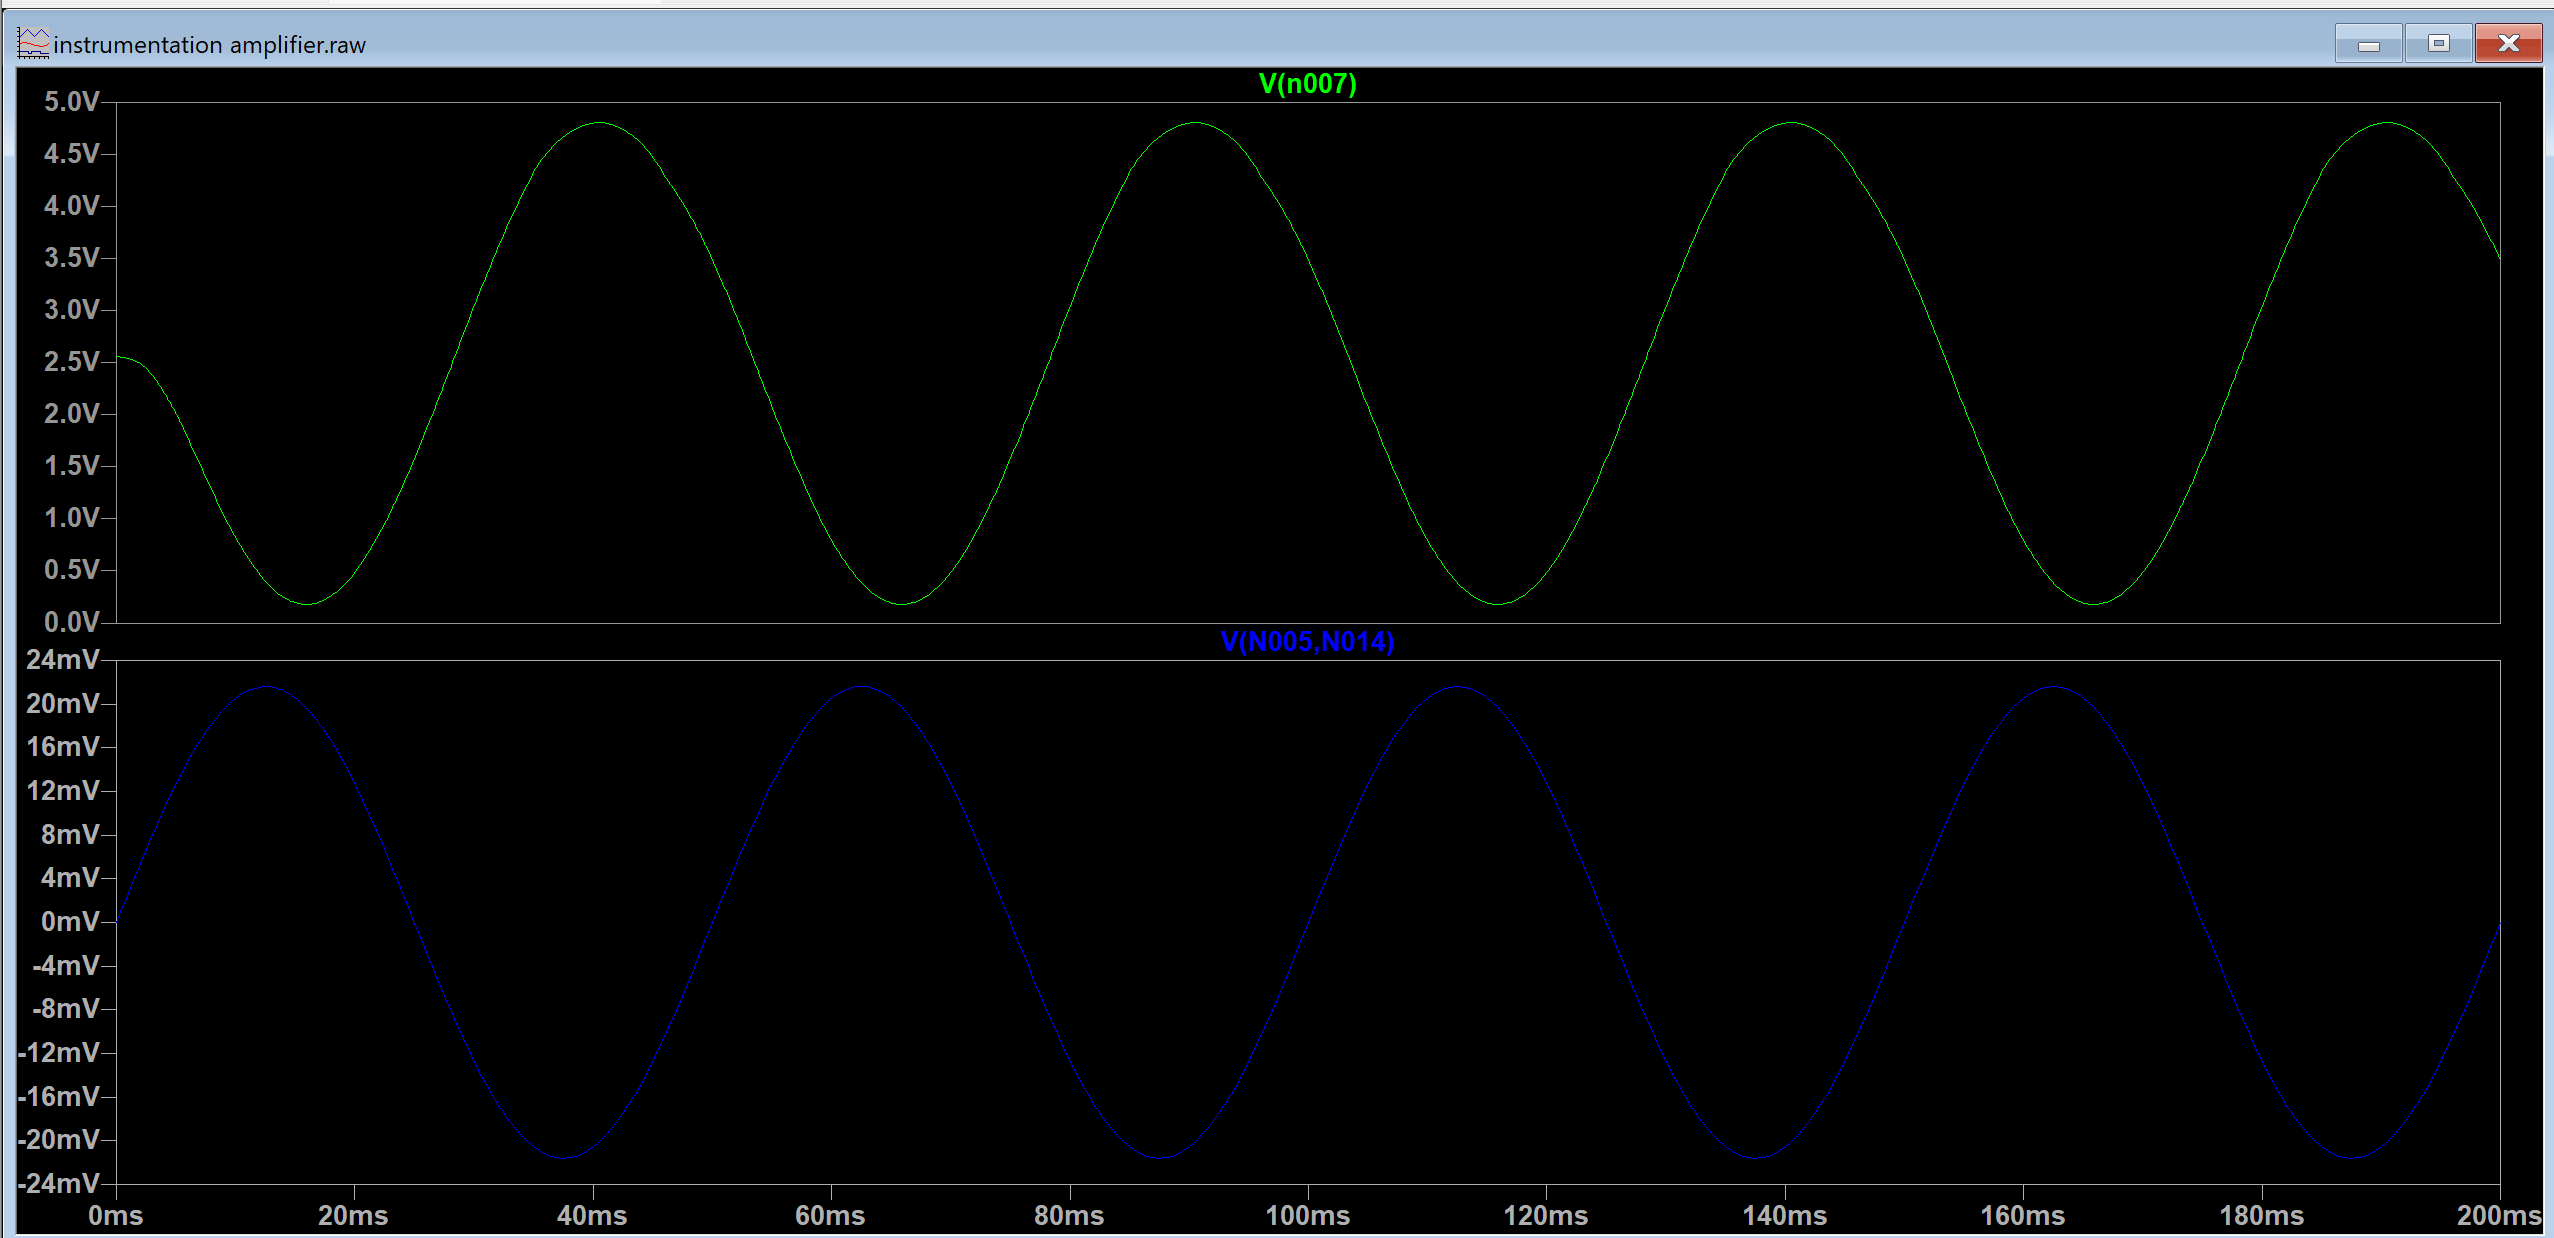 instrumentation amplifier.raw
V(n007)
5.0V
4.5V
4.0V
3.5V
3.0V
2.5V
2.0V
1.5V
1.0V
0.5V
0.0V
V(N005,N014)
24mV
20mV
16mV
12mV
8mV
4mV
0mV
-4mV
-8mV
-12mV
-16mV
-20mV
-24mV
0ms 20ms 40ms 60ms 80ms 100ms 120ms 140ms 160ms 180ms 200ms